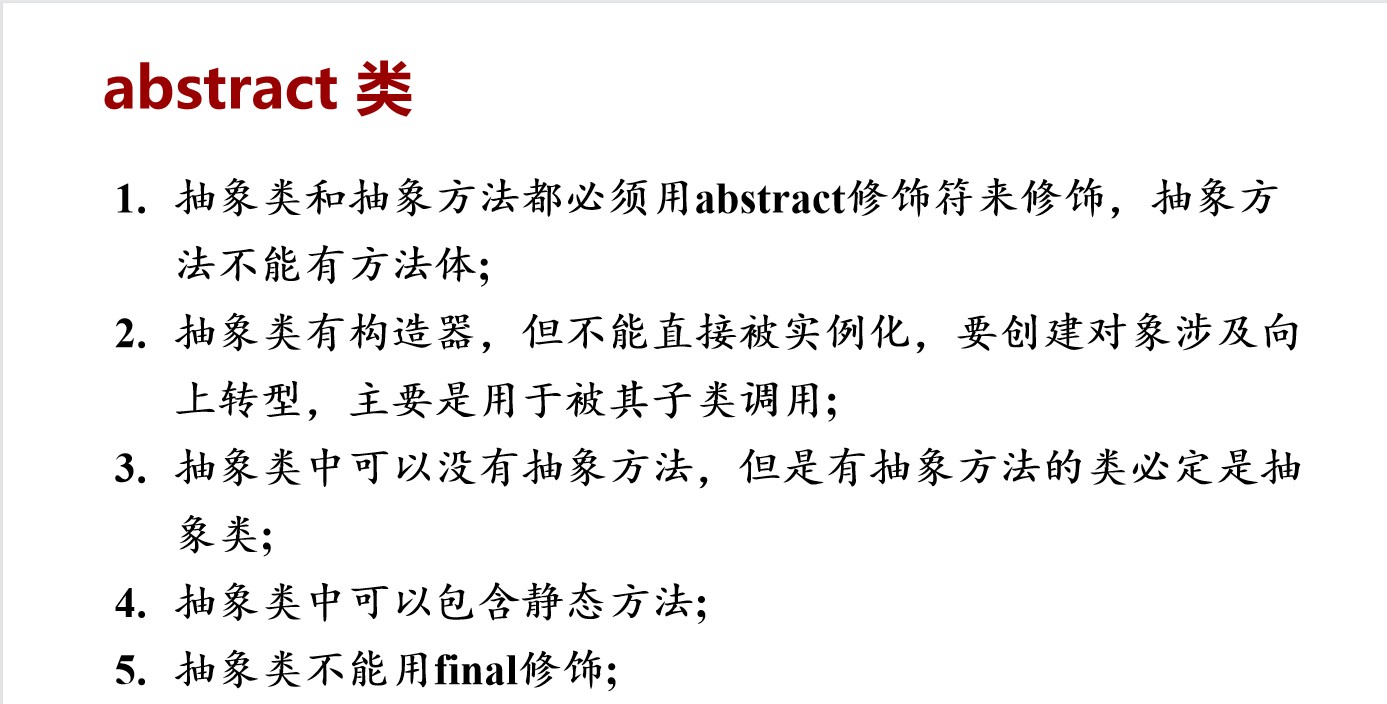 abstract 类
1. 抽象类和抽象方法都必须用abstract修饰符来修饰，抽象方
法不能有方法体;
2. 抽象类有构造器，但不能直接被实例化，要创建对象涉及向
上转型，主要是用于被其子类调用;
3. 抽象类中可以没有抽象方法，但是有抽象方法的类必定是抽
象类;
4. 抽象类中可以包含静态方法;
5. 抽象类不能用final修饰;